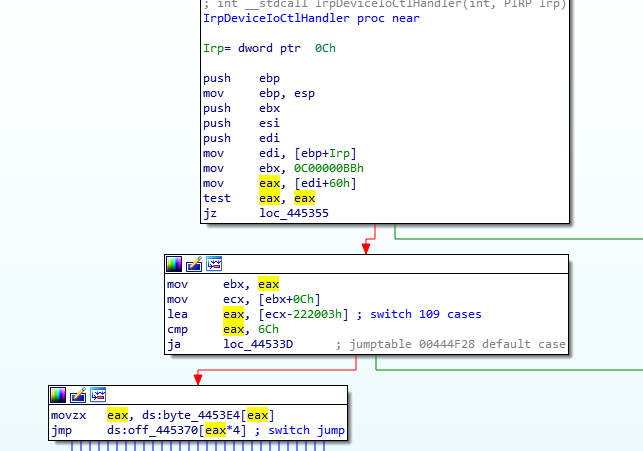 ; int __stdcall IrpDeviceIoCtlHandler(int, PIRP Irp)
IrpDeviceIoCtlHandler proc near
Irp= dword ptr  0Ch
push    ebp
mov     ebp, esp
push    ebx
push    esi
push    edi
mov     edi, [ebp+Irp]
mov     ebx, 0C00000BBh
mov     eax, [edi+60h]
test    eax, eax
jz      loc_445355
mov     ebx, eax
mov     ecx, [ebx+0Ch]
lea     eax, [ecx-222003h] ; switch 109 cases
cmp     eax, 6Ch
ja      loc_44533D      ; jumptable 00444F28 default case
movzx   eax, ds:byte_4453E4[eax]
jmp     ds:off_445370[eax*4] ; switch jump